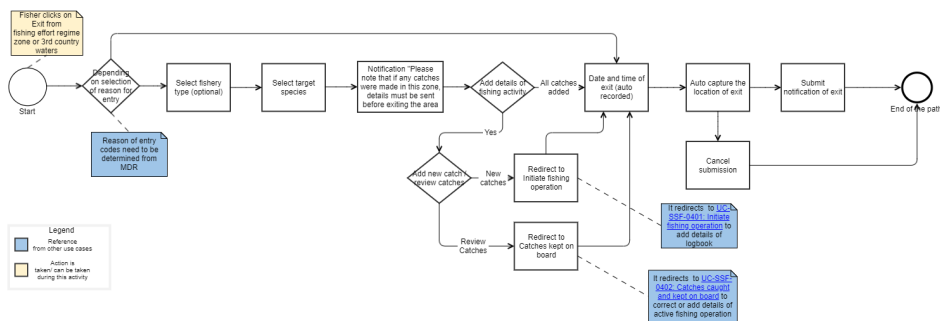 Fisher clicks on
Exit from
fishing effort regime
zone or 3rd country
waters
Start
Depending
on selection
of reason for
entry
Reason of entry
codes need to be
determined from
MDR
Select fishery
type (optional)
Select target
species
Notification "Please
note that if any catches
were made in this zone,
details must be sent
before exiting the area
Add details of
fishing activity
All catches
added
Yes
Date and time of
exit (auto
recorded)
Auto capture the
location of exit
Submit
notification of exit
End of the path
Cancel
submission
Add new catch /
review catches
New
catches
Redirect to
Initiate fishing
operation
It redirects to UC-
SSF-0401: Initiate
fishing operation to
add details of
logbook
Review
Catches
Redirect to
Catches kept on
board
It redirects to UC-SSF-
0402: Catches caught
and kept on board to
correct or add details of
active fishing operation
Legend
Reference
from other use cases
Action is
taken/ can be taken
during this activity